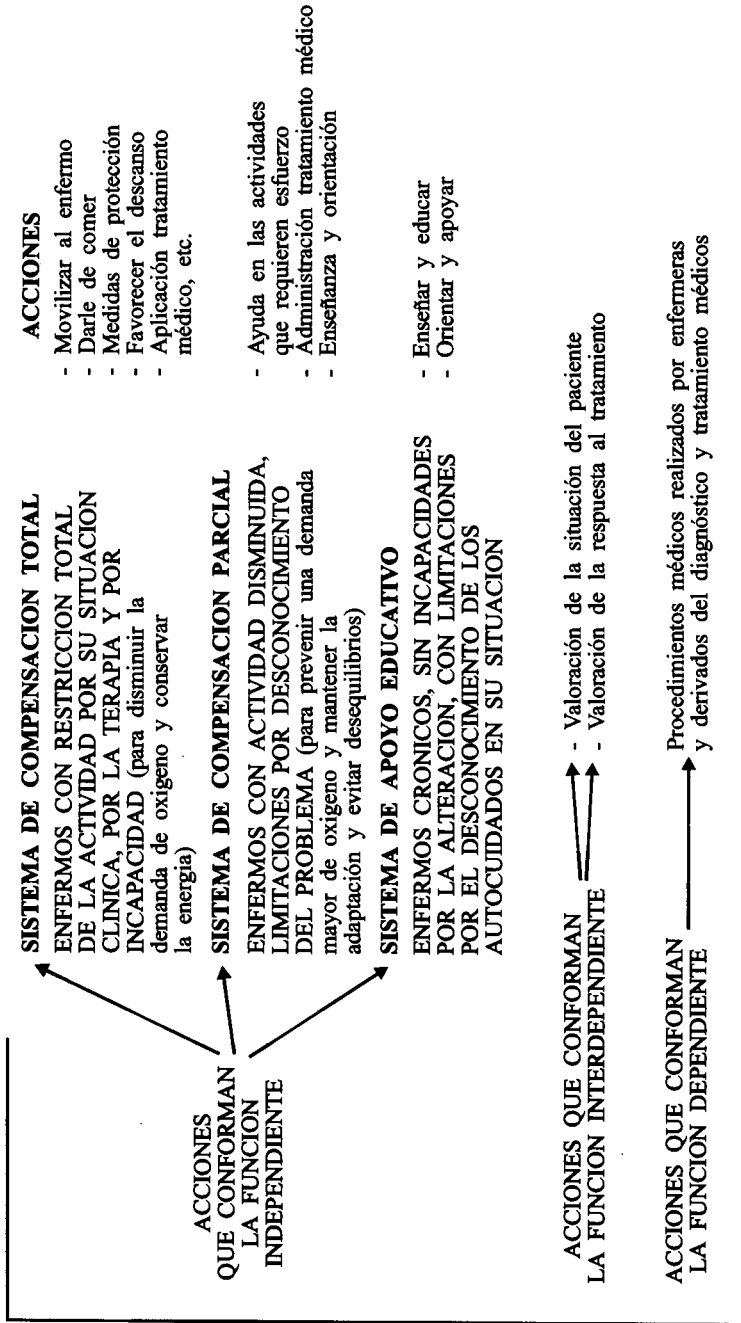 ACCIONES
QUE CONFORMAN
LA FUNCION
INDEPENDIENTE
SISTEMA DE COMPENSACION TOTAL
ENFERMOS CON RESTRICCION TOTAL
DE LA ACTIVIDAD POR SU SITUACION
CLINICA, POR LA TERAPIA Y POR
INCAPACIDAD (para disminuir la
demanda de oxigeno y conservar
la energia)
ACCIONES
- Movilizar al enfermo
- Darle de comer
- Medidas de protección
- Favorecer el descanso
- Aplicación tratamiento
médico, etc.
SISTEMA DE COMPENSACION PARCIAL
ENFERMOS CON ACTIVIDAD DISMINUIDA,
LIMITACIONES POR DESCONOCIMIENTO
DEL PROBLEMA (para prevenir una demanda
mayor de oxigeno y mantener la
adaptación y evitar desequilibrios)
- Ayuda en las actividades
que requieren esfuerzo
- Administración tratamiento médico
- Enseñanza y orientación
SISTEMA DE APOYO EDUCATIVO
ENFERMOS CRONICOS, SIN INCAPACIDADES
POR LA ALTERACION, CON LIMITACIONES
POR EL DESCONOCIMIENTO DE LOS
AUTOCUIDADOS EN SU SITUACION
- Enseñar y educar
- Orientar y apoyar
ACCIONES QUE CONFORMAN
LA FUNCION INTERDEPENDIENTE
- Valoración de la situación del paciente
- Valoración de la respuesta al tratamiento
ACCIONES QUE CONFORMAN
LA FUNCION DEPENDIENTE
Procedimientos médicos realizados por enfermeras
y derivados del diagnóstico y tratamiento médicos